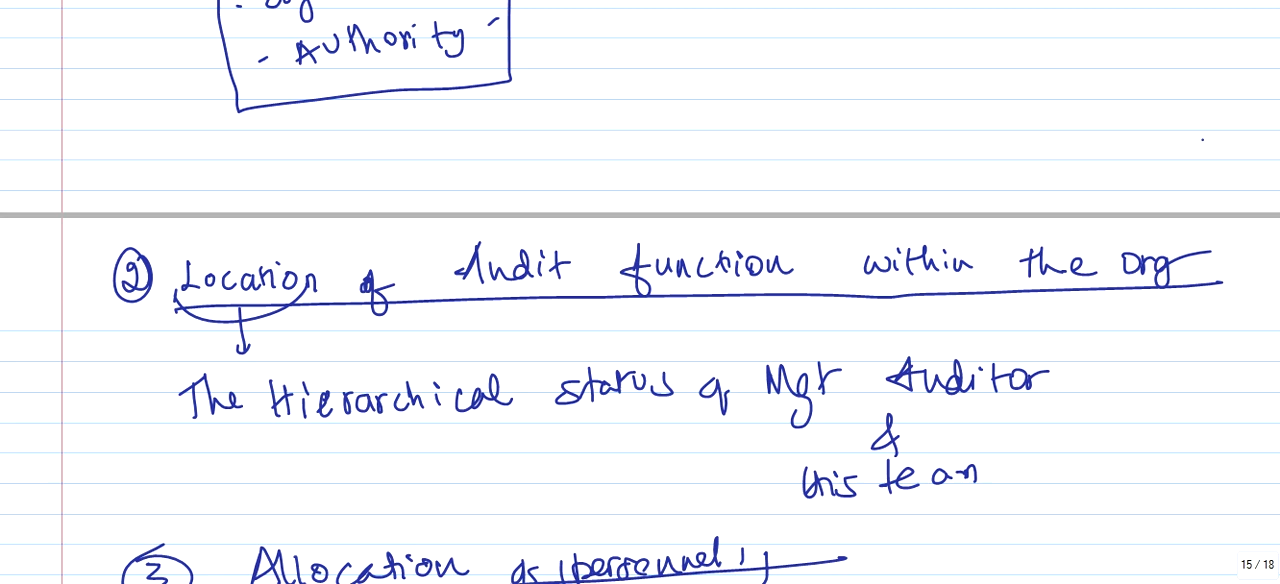 - Authority -
② Location of Audit function within the org
The Hierarchical status of Mgt Auditor
&
his team
③ Allocation of personnel
15 / 18